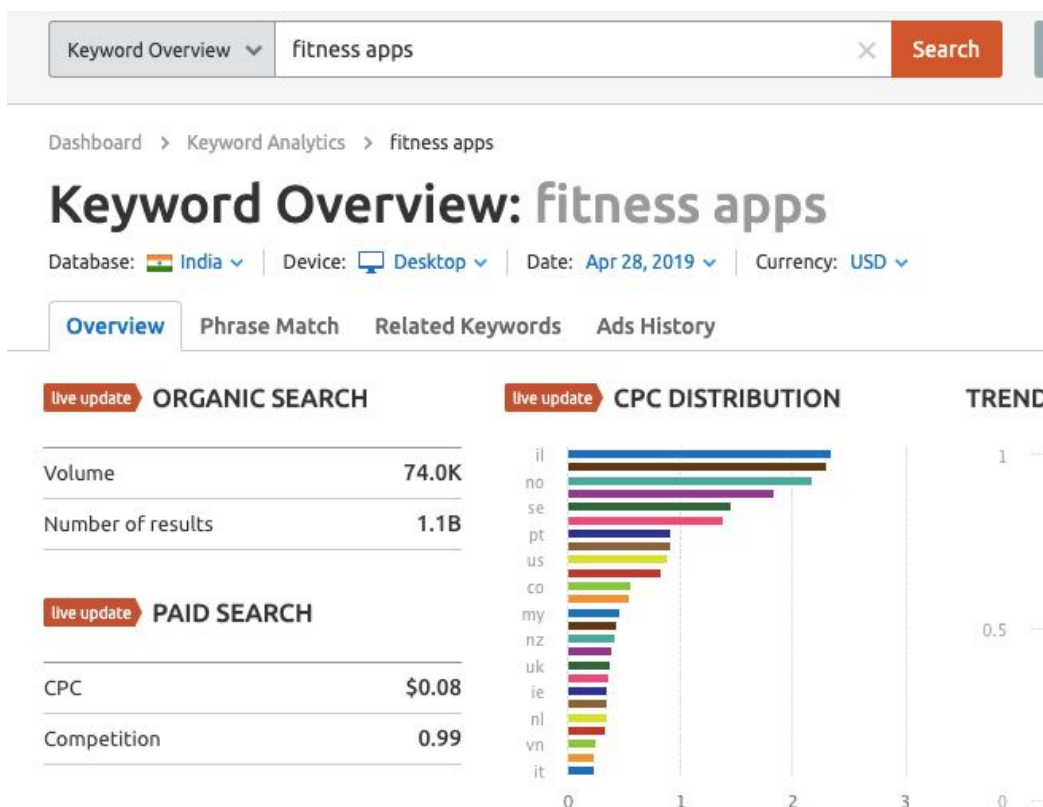 Keyword Overview fitness apps × Search
Dashboard > Keyword Analytics > fitness apps
Keyword Overview: fitness apps
Database: India Device: Desktop Date: Apr 28, 2019 Currency: USD
Overview Phrase Match Related Keywords Ads History
live update ORGANIC SEARCH
Volume 74.0K
Number of results 1.1B
live update PAID SEARCH
CPC $0.08
Competition 0.99
live update CPC DISTRIBUTION
il
no
se
pt
us
co
my
nz
uk
ie
nl
vn
it
0 1 2 3
TREND
1
0.5
0